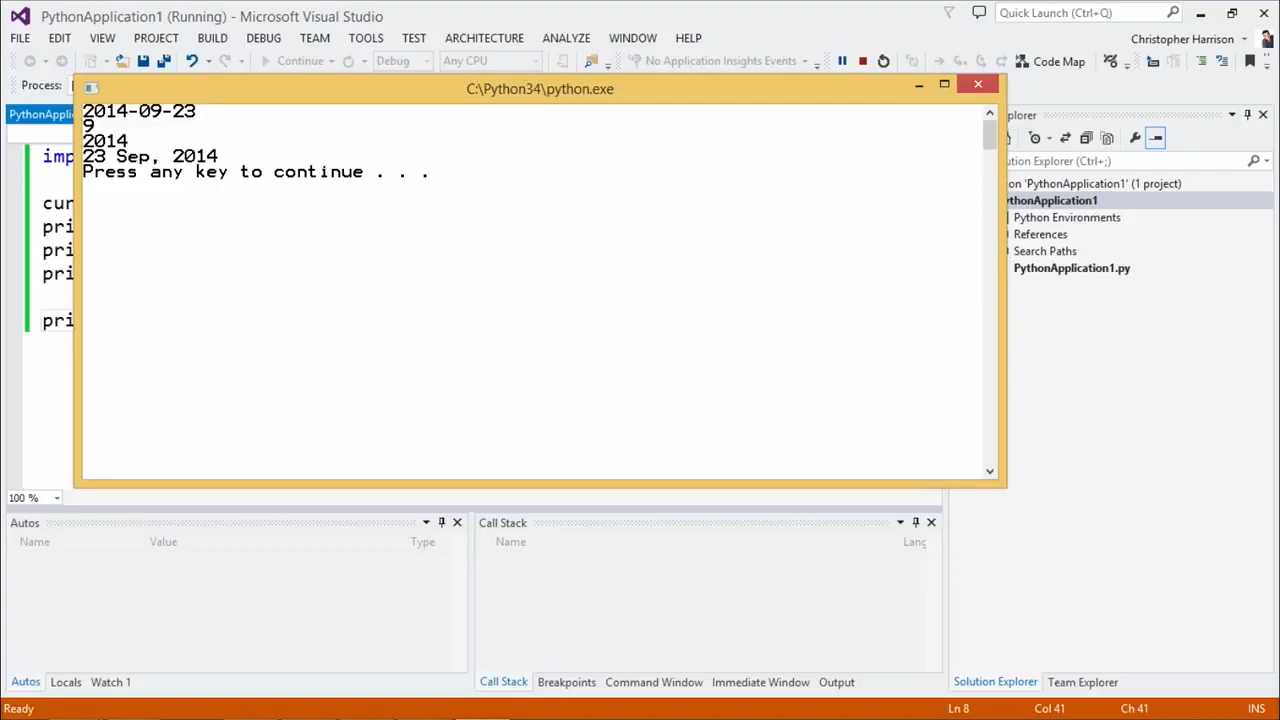 PythonApplication1 (Running) - Microsoft Visual Studio
Quick Launch (Ctrl+Q)
FILE EDIT VIEW PROJECT BUILD DEBUG TEAM TOOLS TEST ARCHITECTURE ANALYZE WINDOW HELP
Christopher Harrison
Continue Debug Any CPU No Application Insights Events Code Map
Process:
C:\Python34\python.exe
PythonApplic
plorer
2014-09-23
9
2014
23 Sep, 2014
Press any key to continue . . .
imp
cur
pri
pri
pri
pri
ution Explorer (Ctrl+;)
on 'PythonApplication1' (1 project)
ythonApplication1
Python Environments
References
Search Paths
PythonApplication1.py
100 %
Autos
Name Value Type
Call Stack
Name Lang
Autos Locals Watch 1
Call Stack Breakpoints Command Window Immediate Window Output
Solution Explorer Team Explorer
Ready
Ln 8 Col 41 Ch 41 INS